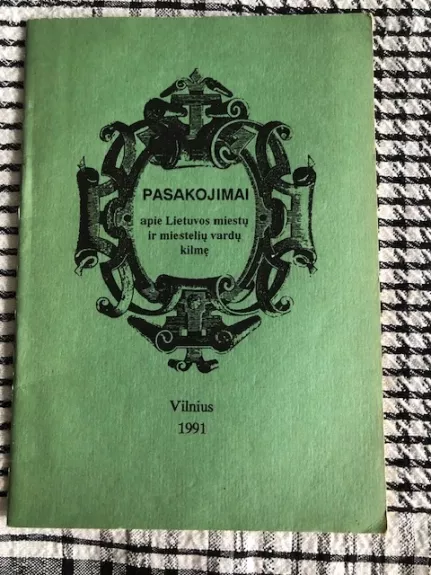 PASAKOJIMAI
apie Lietuvos miestų
ir miestelių vardų
kilmę
Vilnius
1991